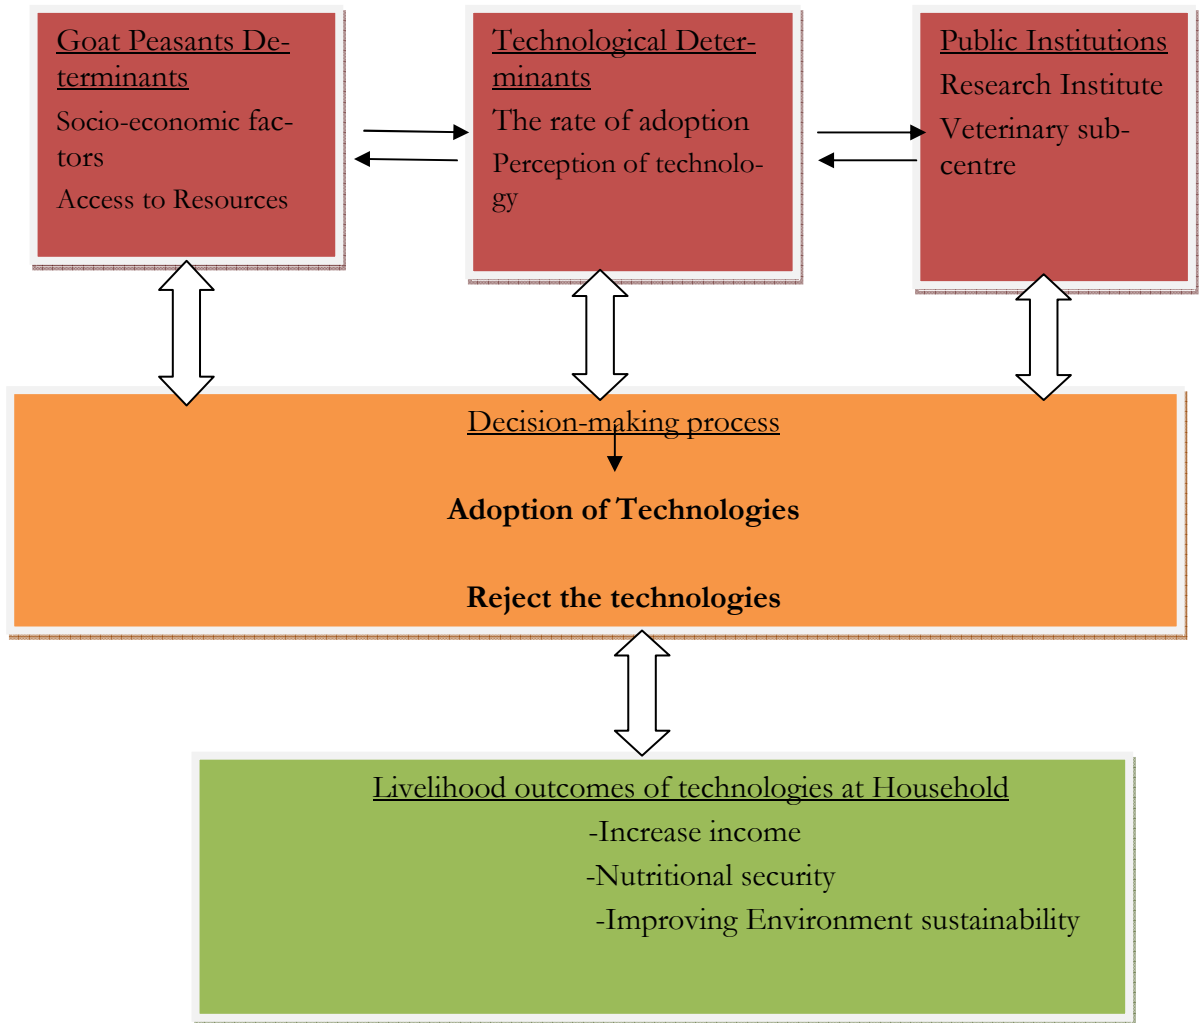 Goat Peasants De-
terminants
Socio-economic fac-
tors
Access to Resources
Technological Deter-
minants
The rate of adoption
Perception of technolo-
gy
Public Institutions
Research Institute
Veterinary sub-
centre
Decision-making process
Adoption of Technologies
Reject the technologies
Livelihood outcomes of technologies at Household
-Increase income
-Nutritional security
-Improving Environment sustainability